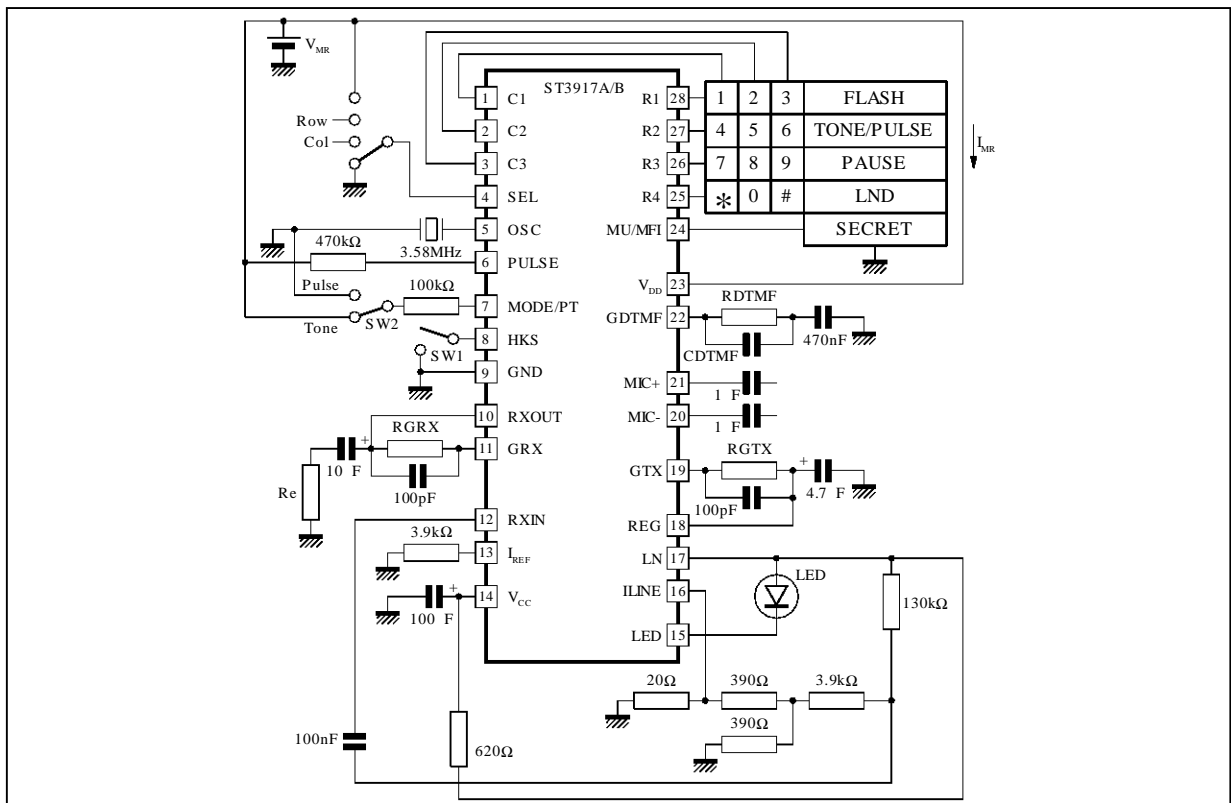 V_MR
Row
Col
ST3917A/B
1 C1
2 C2
3 C3
4 SEL
5 OSC
6 PULSE
7 MODE/PT
8 HKS
9 GND
10 RXOUT
11 GRX
12 RXIN
13 I_REF
14 V_CC
R1 28
R2 27
R3 26
R4 25
MU/MFI 24
V_DD 23
GDTMF 22
MIC+ 21
MIC- 20
GTX 19
REG 18
LN 17
ILINE 16
LED 15
1 2 3 FLASH
4 5 6 TONE/PULSE
7 8 9 PAUSE
* 0 # LND
SECRET
I_MR
3.58MHz
470kΩ
Pulse
Tone
SW2
100kΩ
SW1
RGRX
+
10 F
100pF
Re
3.9kΩ
+
100 F
100nF
620Ω
RDTMF
CDTMF
470nF
1 F
1 F
RGTX
+
100pF
4.7 F
LED
130kΩ
20Ω
390Ω
3.9kΩ
390Ω